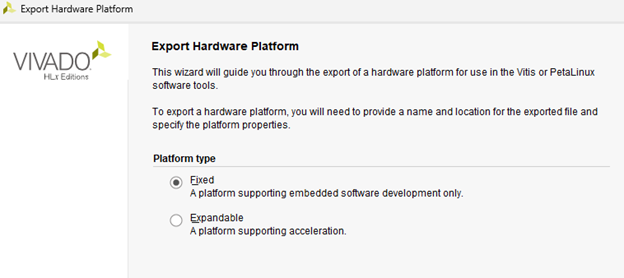 Export Hardware Platform
VIVADO
HLx Editions
Export Hardware Platform
This wizard will guide you through the export of a hardware platform for use in the Vitis or PetaLinux
software tools.
To export a hardware platform, you will need to provide a name and location for the exported file and
specify the platform properties.
Platform type
Fixed
A platform supporting embedded software development only.
Expandable
A platform supporting acceleration.